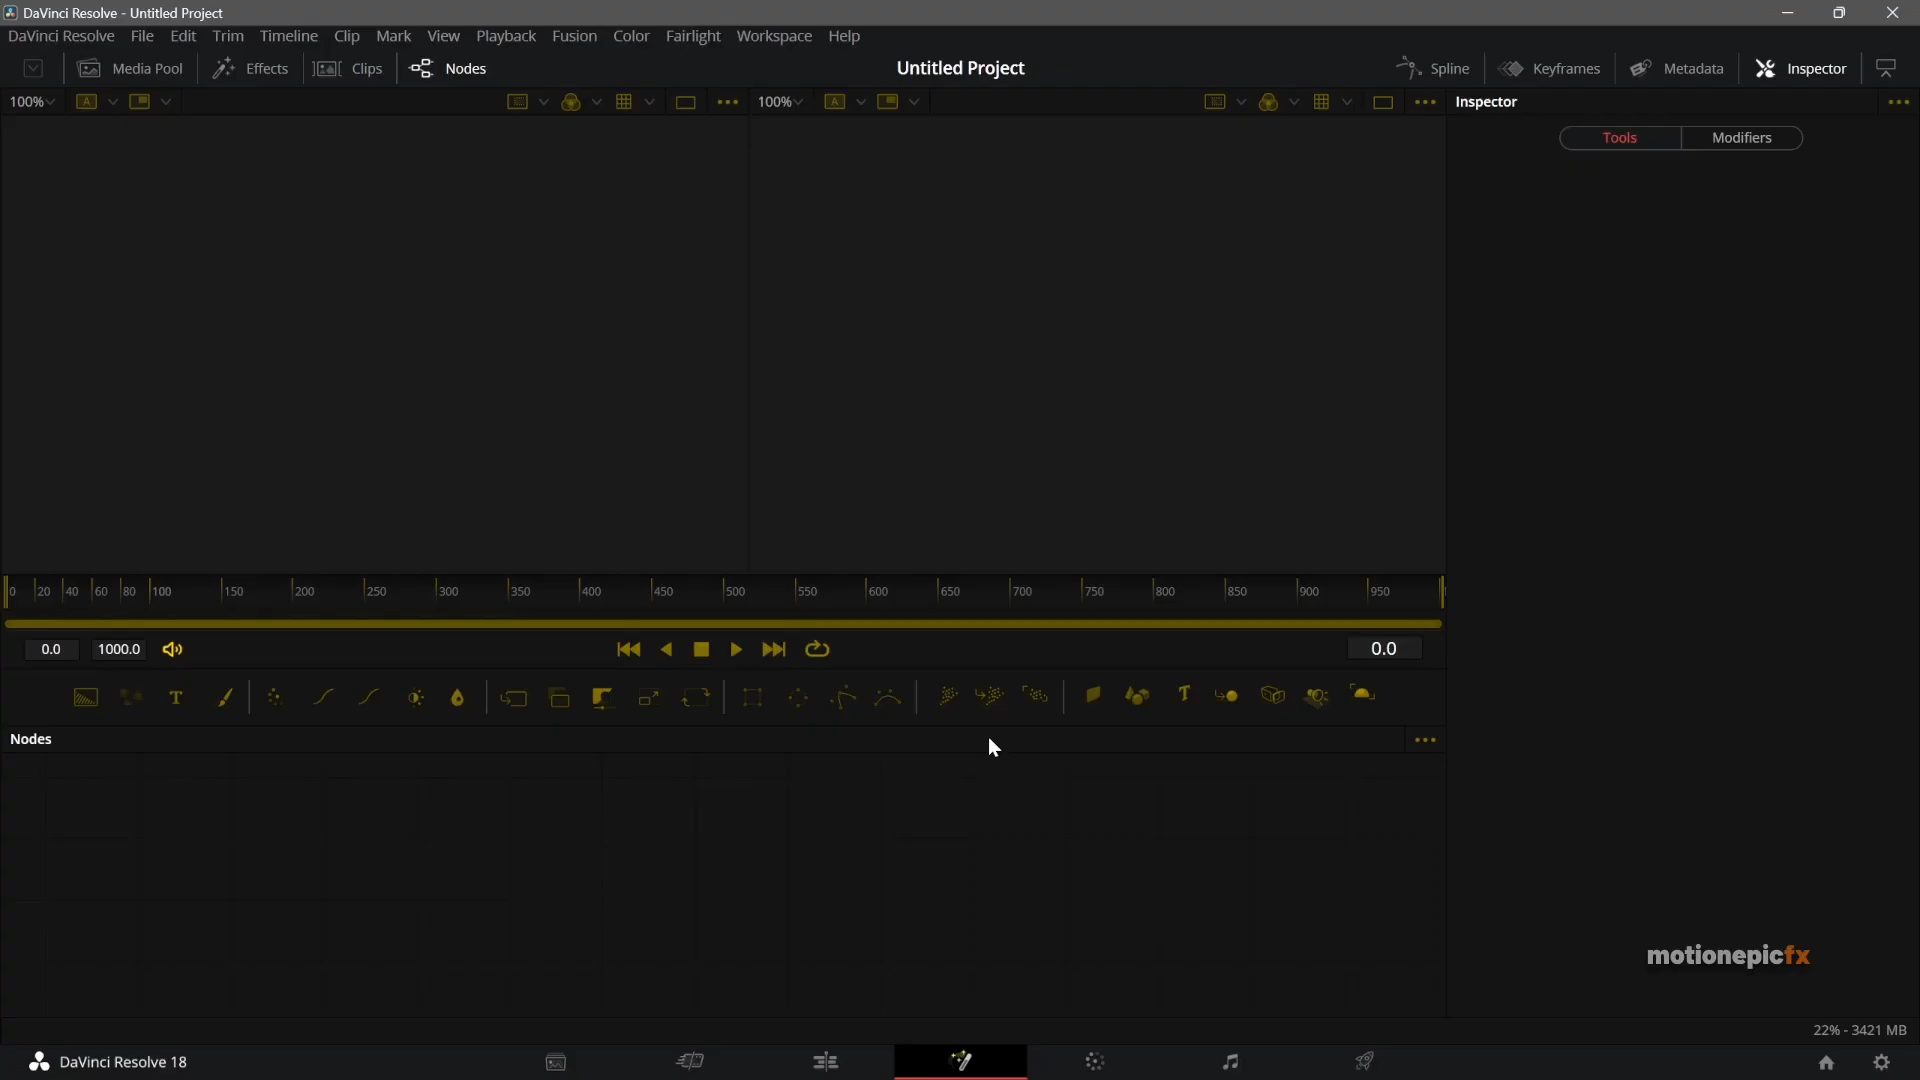 DaVinci Resolve - Untitled Project
DaVinci Resolve File Edit Trim Timeline Clip Mark View Playback Fusion Color Fairlight Workspace Help
Media Pool Effects Clips Nodes Untitled Project Spline Keyframes Metadata Inspector
100% A 100% A Inspector
Tools Modifiers
0 20 40 60 80 100 150 200 250 300 350 400 450 500 550 600 650 700 750 800 850 900 950
0.0 1000.0 0.0
T T
Nodes
motionepicfx
22% - 3421 MB
DaVinci Resolve 18